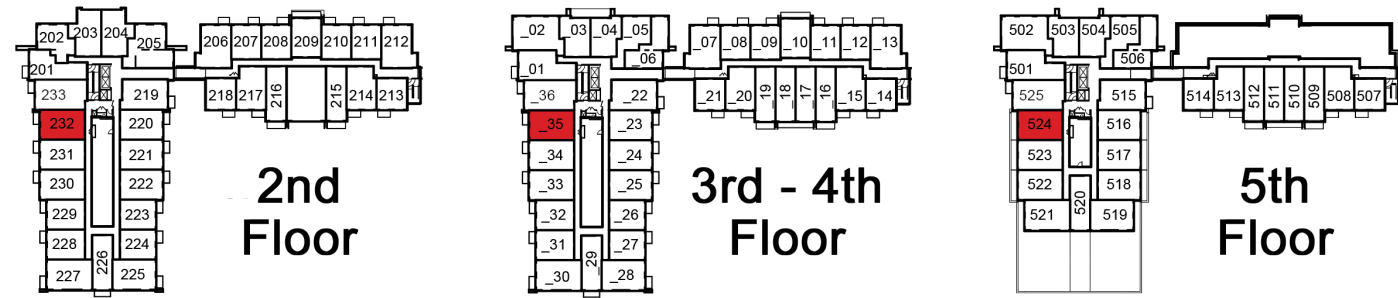 203 204
202 205
201
233 219
232 220
231 221
230 222
229 223
228 224
227 226 225
206 207 208 209 210 211 212
218 217 216 215 214 213
2nd
Floor
_02 _03 _04 _05
_06
_01
_36 _22
_35 _23
_34 _24
_33 _25
_32 _26
_31 _27
_30 _29 _28
_07 _08 _09 _10 _11 _12 _13
_21 _20 19 18 17 16 _15 _14
3rd - 4th
Floor
502 503 504 505
506
501
525 515
524 516
523 517
522 518
521 520 519
514 513 512 511 510 509 508 507
5th
Floor